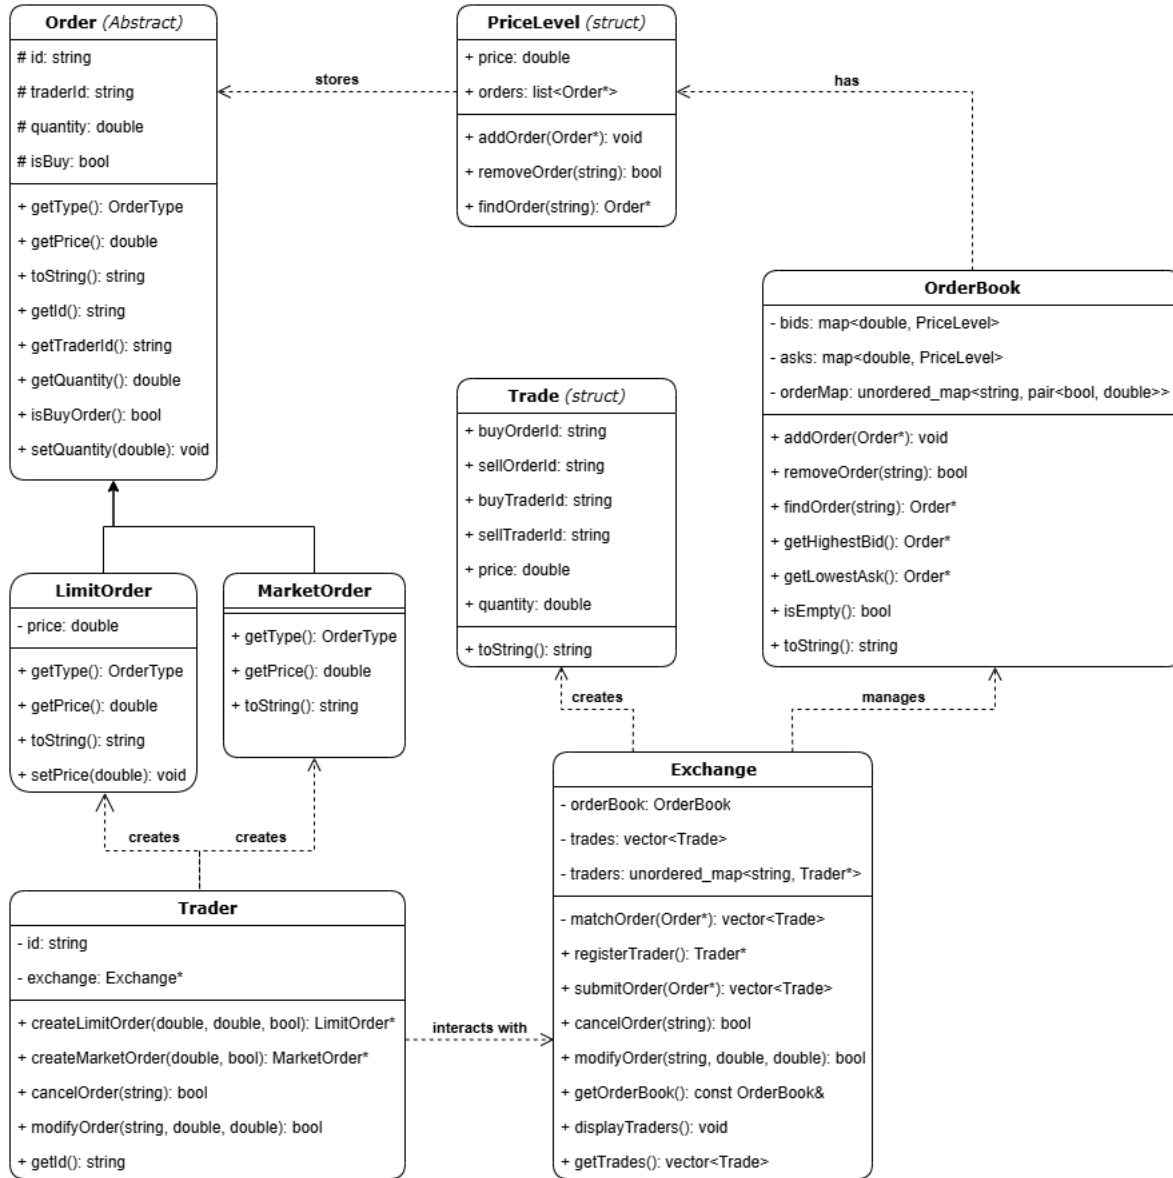 Order (Abstract)
# id: string
# traderId: string
# quantity: double
# isBuy: bool
+ getType(): OrderType
+ getPrice(): double
+ toString(): string
+ getId(): string
+ getTraderId(): string
+ getQuantity(): double
+ isBuyOrder(): bool
+ setQuantity(double): void
stores
PriceLevel (struct)
+ price: double
+ orders: list<Order*>
+ addOrder(Order*): void
+ removeOrder(string): bool
+ findOrder(string): Order*
has
OrderBook
- bids: map<double, PriceLevel>
- asks: map<double, PriceLevel>
- orderMap: unordered_map<string, pair<bool, double>>
+ addOrder(Order*): void
+ removeOrder(string): bool
+ findOrder(string): Order*
+ getHighestBid(): Order*
+ getLowestAsk(): Order*
+ isEmpty(): bool
+ toString(): string
Trade (struct)
+ buyOrderId: string
+ sellOrderId: string
+ buyTraderId: string
+ sellTraderId: string
+ price: double
+ quantity: double
+ toString(): string
LimitOrder
- price: double
+ getType(): OrderType
+ getPrice(): double
+ toString(): string
+ setPrice(double): void
MarketOrder
+ getType(): OrderType
+ getPrice(): double
+ toString(): string
creates
manages
creates
creates
Exchange
- orderBook: OrderBook
- trades: vector<Trade>
- traders: unordered_map<string, Trader*>
- matchOrder(Order*): vector<Trade>
+ registerTrader(): Trader*
+ submitOrder(Order*): vector<Trade>
+ cancelOrder(string): bool
+ modifyOrder(string, double, double): bool
+ getOrderBook(): const OrderBook&
+ displayTraders(): void
+ getTrades(): vector<Trade>
Trader
- id: string
- exchange: Exchange*
+ createLimitOrder(double, double, bool): LimitOrder*
+ createMarketOrder(double, bool): MarketOrder*
+ cancelOrder(string): bool
+ modifyOrder(string, double, double): bool
+ getId(): string
interacts with